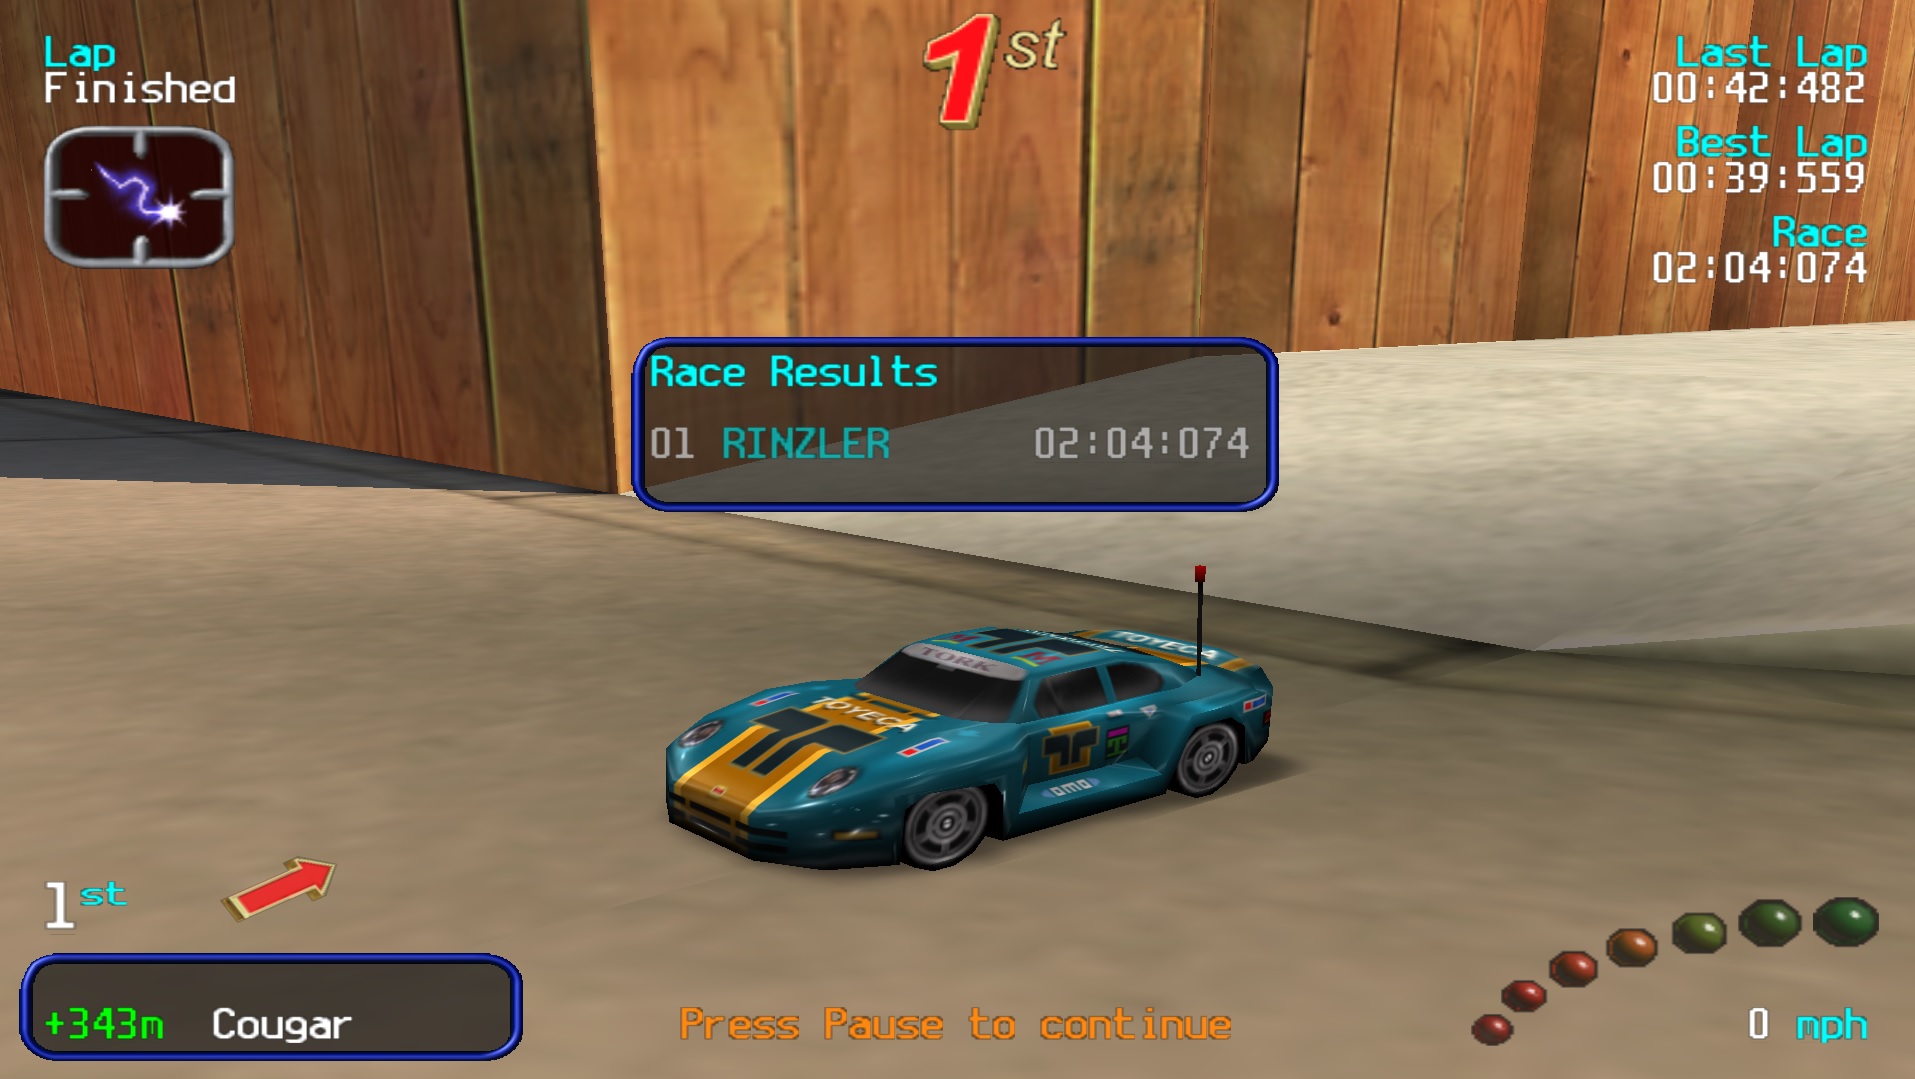 Lap
Finished
1st
Last Lap
00:42:482
Best Lap
00:39:559
Race
02:04:074
Race Results
01 RINZLER 02:04:074
TORK
TOYECA
TOYECA
omo
1st
+343m Cougar
Press Pause to continue
0 mph